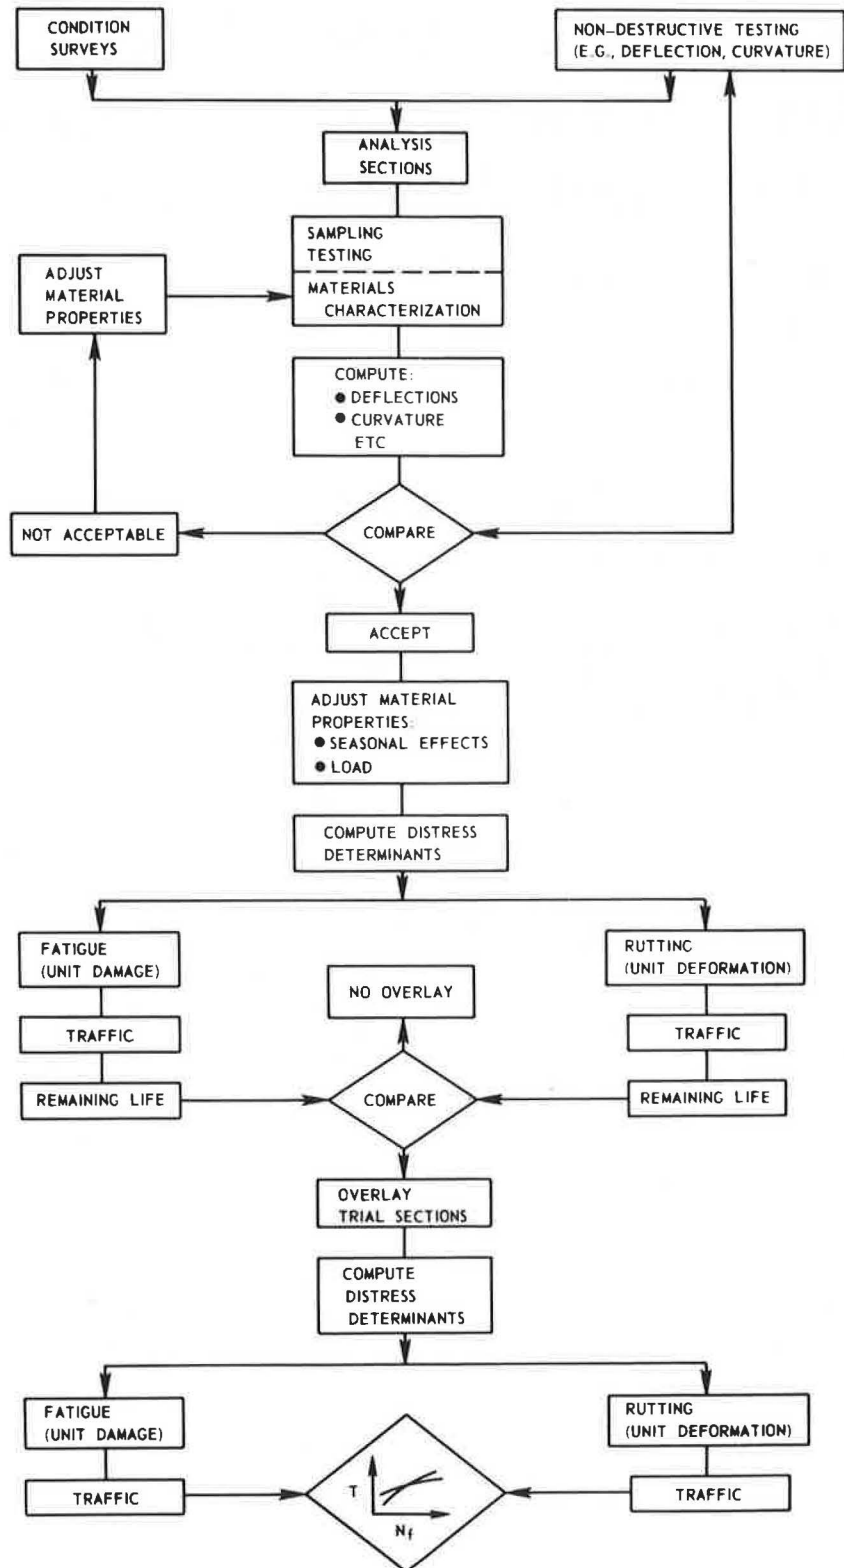 CONDITION
SURVEYS
NON-DESTRUCTIVE TESTING
(E.G., DEFLECTION, CURVATURE)
ANALYSIS
SECTIONS
SAMPLING
TESTING
MATERIALS
CHARACTERIZATION
ADJUST
MATERIAL
PROPERTIES
COMPUTE:
● DEFLECTIONS
● CURVATURE
ETC
NOT ACCEPTABLE
COMPARE
ACCEPT
ADJUST MATERIAL
PROPERTIES:
● SEASONAL EFFECTS
● LOAD
COMPUTE DISTRESS
DETERMINANTS
FATIGUE
(UNIT DAMAGE)
RUTTINC
(UNIT DEFORMATION)
NO OVERLAY
TRAFFIC
TRAFFIC
REMAINING LIFE
COMPARE
REMAINING LIFE
OVERLAY
TRIAL SECTIONS
COMPUTE
DISTRESS
DETERMINANTS
FATIGUE
(UNIT DAMAGE)
RUTTING
(UNIT DEFORMATION)
TRAFFIC
T
Nf
TRAFFIC